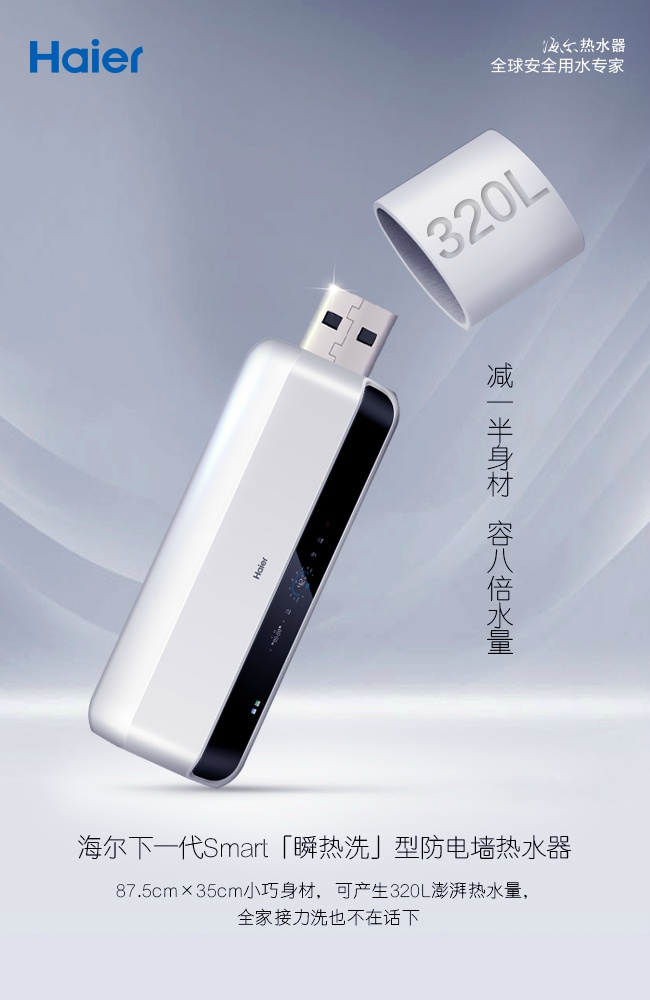 Haier
海尔热水器
全球安全用水专家
320L
减一半身材 容八倍水量
Haier
海尔下一代Smart「瞬热洗」型防电墙热水器
87.5cm×35cm小巧身材，可产生320L澎湃热水量，
全家接力洗也不在话下